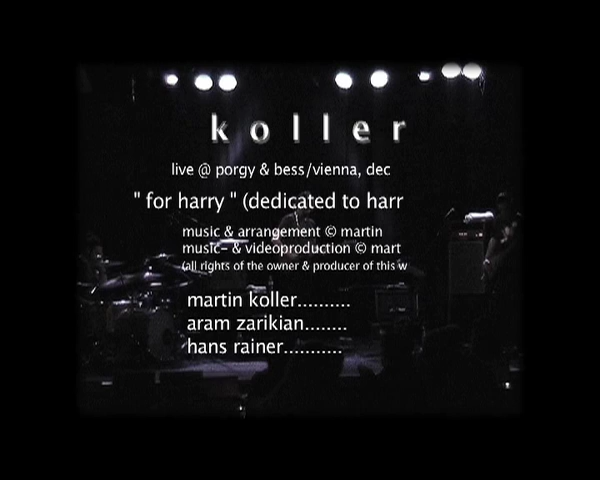 koller
live @ porgy & bess/vienna, dec
" for harry " (dedicated to harr
music & arrangement © martin
music- & videoproduction © mart
(all rights of the owner & producer of this w
martin koller..........
aram zarikian........
hans rainer...........